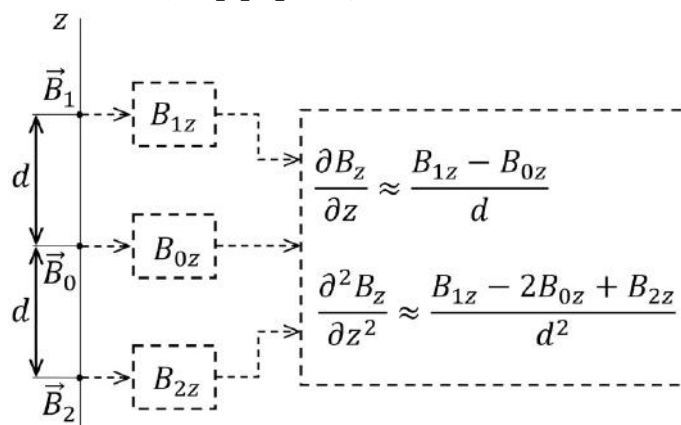 z
B⃗₁
B₁z
d
∂B_z/∂z ≈ (B₁z − B₀z)/d
B₀z
B⃗₀
d
∂²B_z/∂z² ≈ (B₁z − 2B₀z + B₂z)/d²
B₂z
B⃗₂